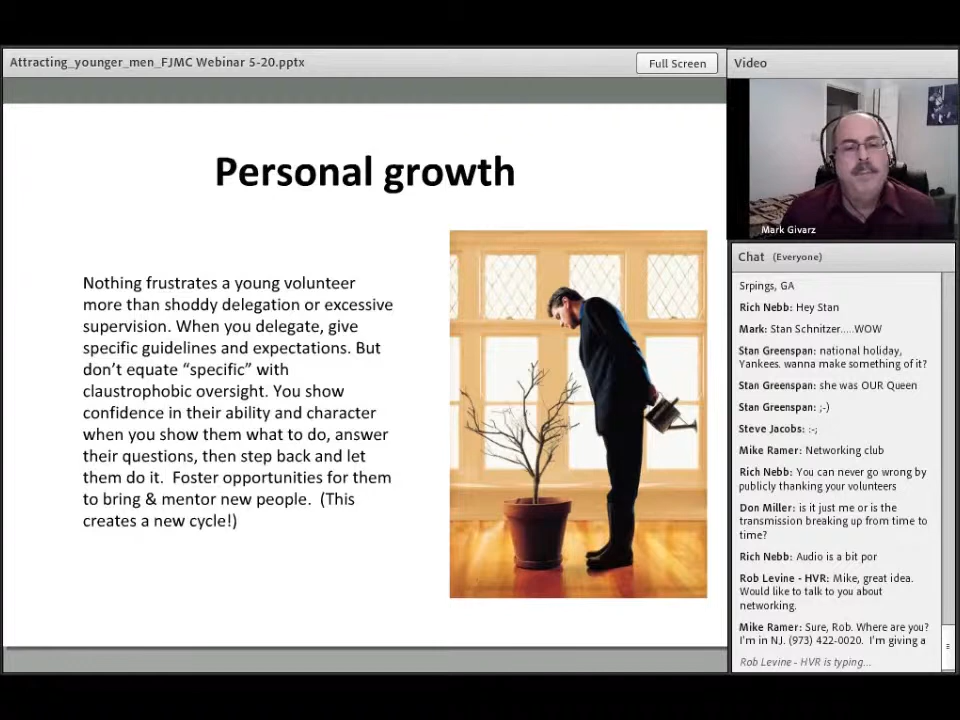 Attracting_younger_men_FJMC Webinar 5-20.pptx
Full Screen
Personal growth
Nothing frustrates a young volunteer
more than shoddy delegation or excessive
supervision. When you delegate, give
specific guidelines and expectations. But
don’t equate “specific” with
claustrophobic oversight. You show
confidence in their ability and character
when you show them what to do, answer
their questions, then step back and let
them do it.  Foster opportunities for them
to bring & mentor new people.  (This
creates a new cycle!)
Video
Mark Givarz
Chat (Everyone)
Srpings, GA
Rich Nebb: Hey Stan
Mark: Stan Schnitzer.....WOW
Stan Greenspan: national holiday,
Yankees. wanna make something of it?
Stan Greenspan: she was OUR Queen
Stan Greenspan: ;-)
Steve Jacobs: :-;
Mike Ramer: Networking club
Rich Nebb: You can never go wrong by
publicly thanking your volunteers
Don Miller: is it just me or is the
transmission breaking up from time to
time?
Rich Nebb: Audio is a bit por
Rob Levine - HVR: Mike, great idea.
Would like to talk to you about
networking.
Mike Ramer: Sure, Rob. Where are you?
I'm in NJ. (973) 422-0020.  I'm giving a
Rob Levine - HVR is typing...